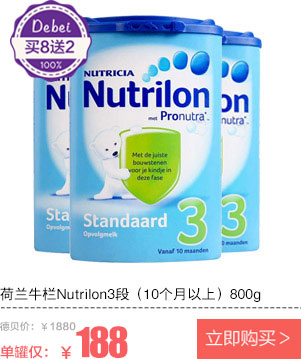 Debei
买8送2
100%
NUTRICIA
Nutrilon
met Pronutra™
Met de juiste
bouwstenen
voor je kindje in
deze fase
Standaard 3
Opvolgmelk
Vanaf 10 maanden
荷兰牛栏Nutrilon3段（10个月以上）800g
德贝价：￥1880
单罐仅：￥188
立即购买 >